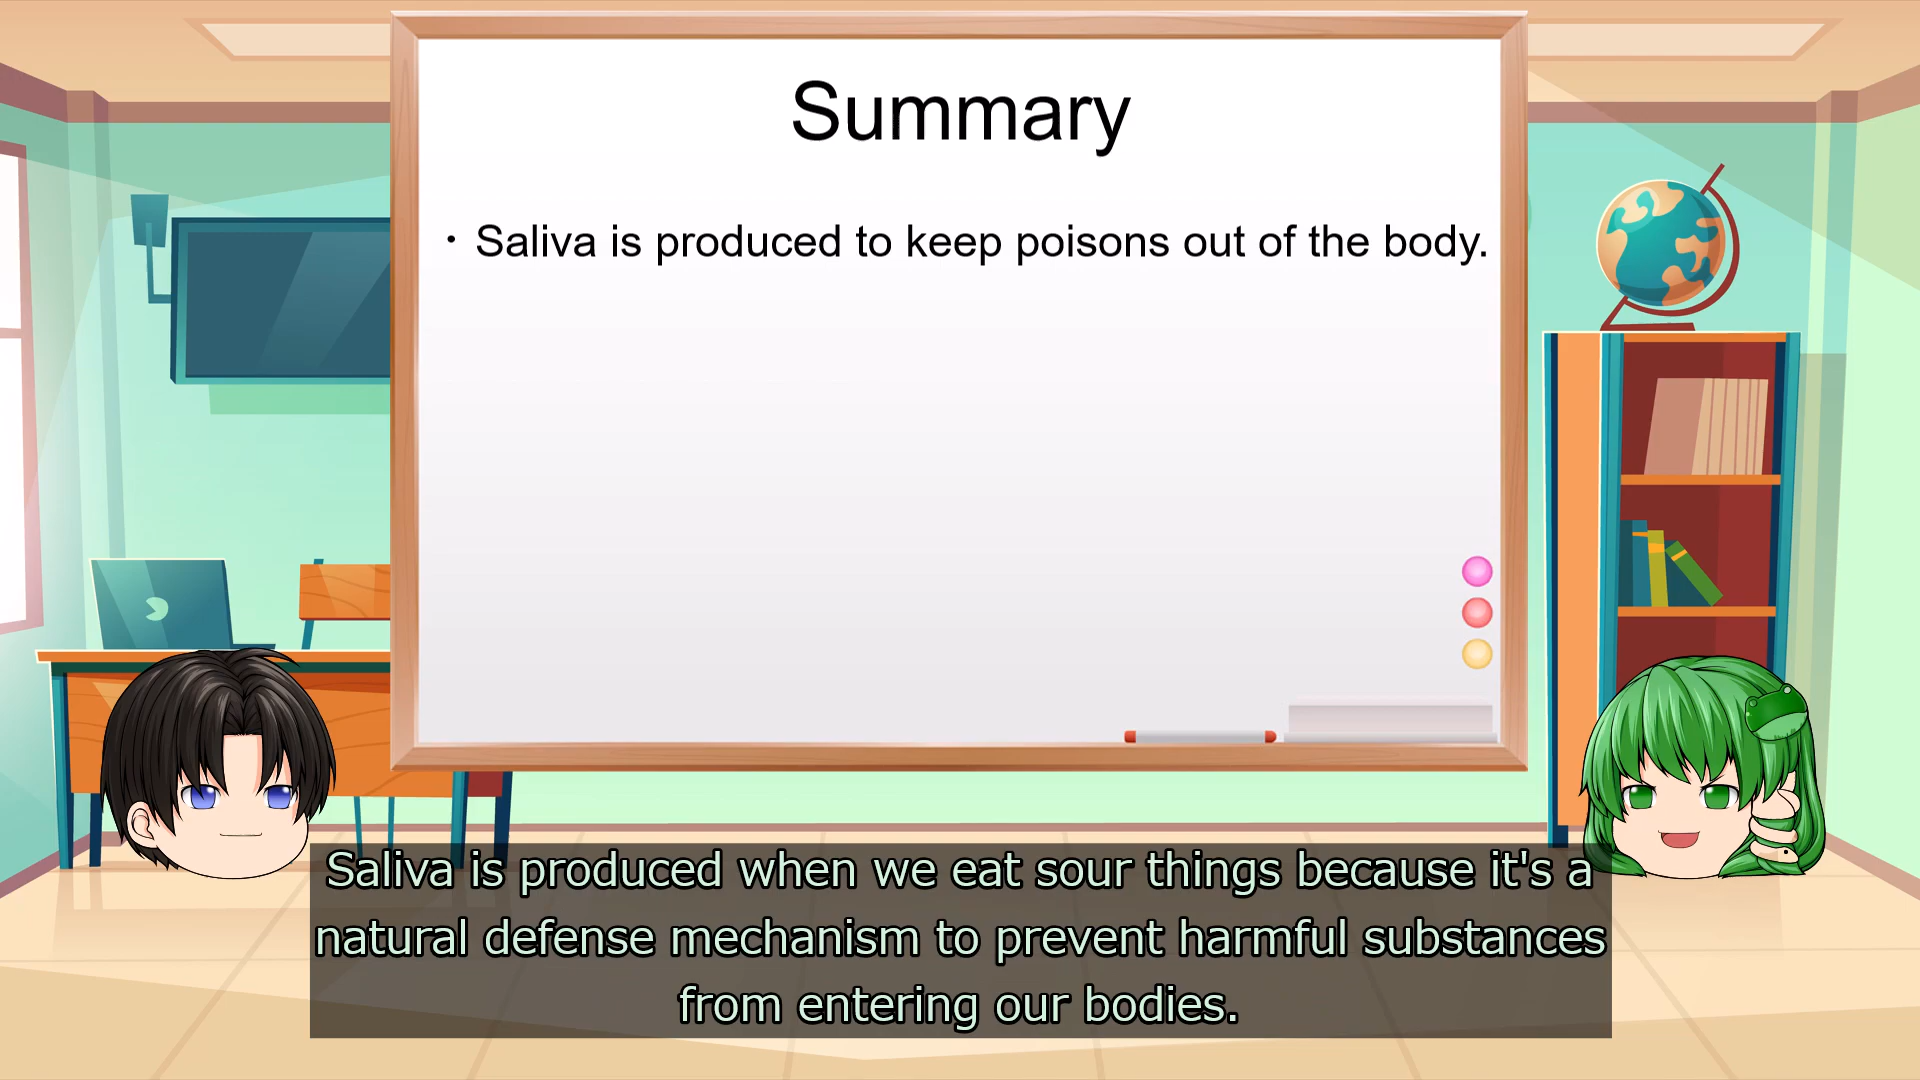 Summary
・Saliva is produced to keep poisons out of the body.
Saliva is produced when we eat sour things because it's a
natural defense mechanism to prevent harmful substances
from entering our bodies.